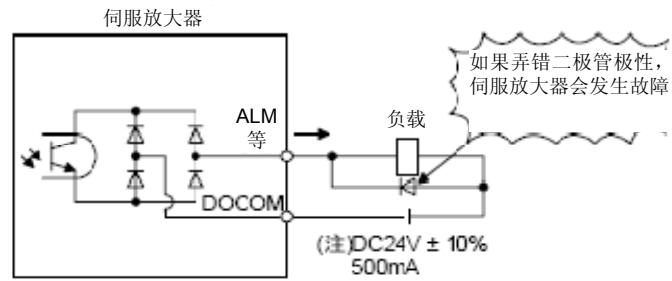 伺服放大器
如果弄错二极管极性，
伺服放大器会发生故障
ALM
等
负载
DOCOM
(注)DC24V ± 10%
500mA